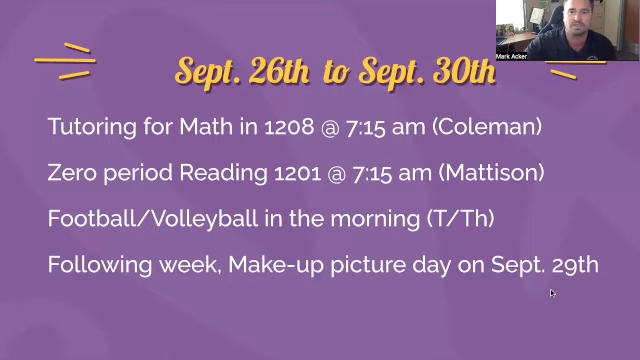 Mark Acker
Sept. 26th to Sept. 30th
Tutoring for Math in 1208 @ 7:15 am (Coleman)
Zero period Reading 1201 @ 7:15 am (Mattison)
Football/Volleyball in the morning (T/Th)
Following week, Make-up picture day on Sept. 29th